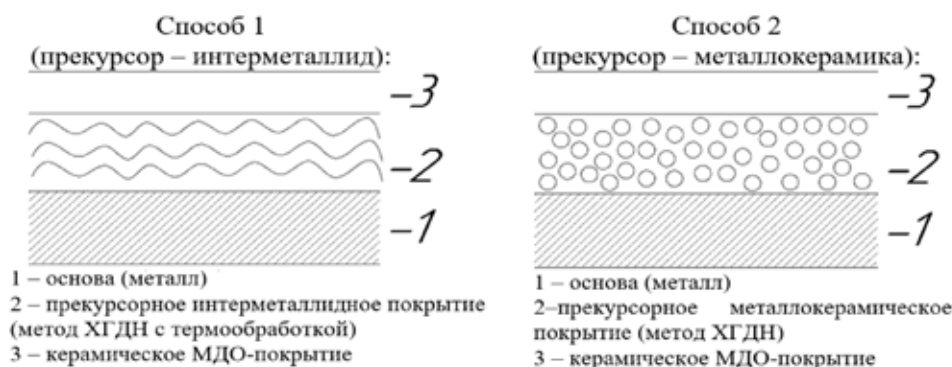 Способ 1
(прекурсор – интерметаллид):
–3
–2
–1
1 – основа (металл)
2 – прекурсорное интерметаллидное покрытие
(метод ХГДН с термообработкой)
3 – керамическое МДО-покрытие
Способ 2
(прекурсор – металлокерамика):
–3
–2
–1
1 – основа (металл)
2–прекурсорное металлокерамическое
покрытие (метод ХГДН)
3 – керамическое МДО-покрытие